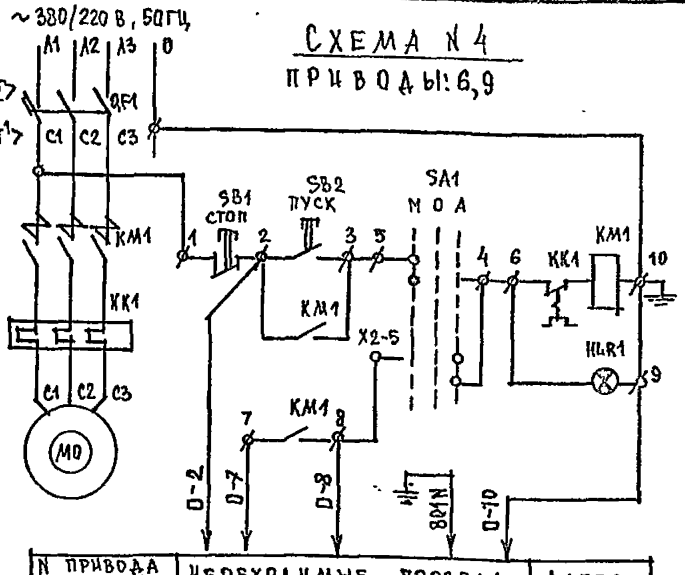 ~380/220 В, 50ГЦ
А1 А2 А3 0
СХЕМА N 4
ПРИВОДЫ: 6,9
QF1
С1 С2 С3
SB1
СТОП
SB2
ПУСК
SA1
М О А
КМ1
КК1
КМ1
1 2 3 5 4 6 10
КК1
КМ1
Х2-5
HLR1
9
С1 С2 С3
М0
7 КМ1 8
0-2
0-7
0-8
801N
0-10
N ПРИВОДА